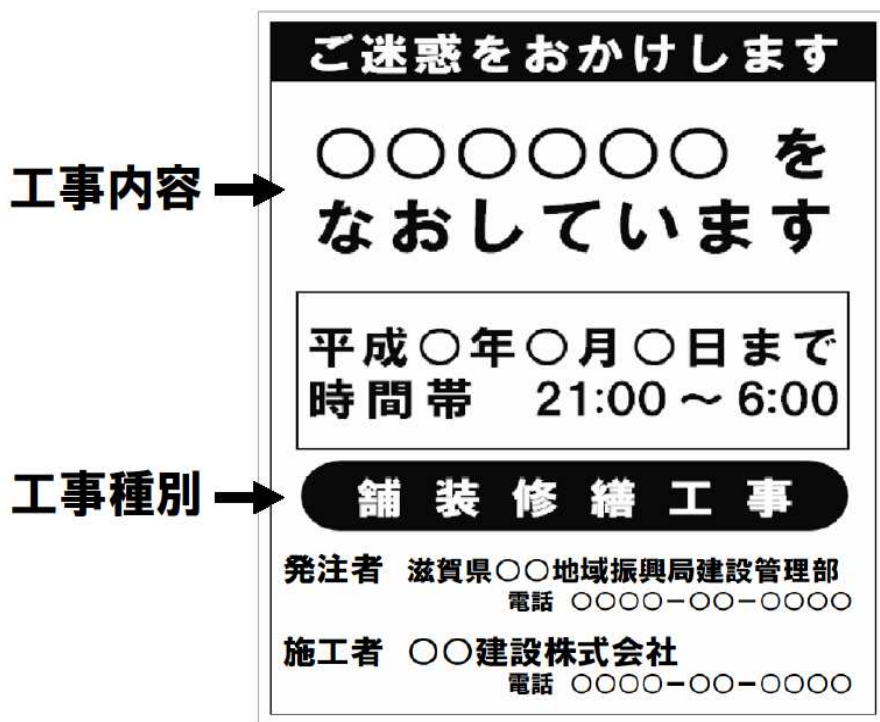 ご迷惑をおかけします
工事内容
○○○○○○を
なおしています
平成○年○月○日まで
時間帯 21:00～6:00
工事種別
舗装修繕工事
発注者 滋賀県○○地域振興局建設管理部
電話 ○○○○－○○－○○○○
施工者 ○○建設株式会社
電話 ○○○○－○○－○○○○